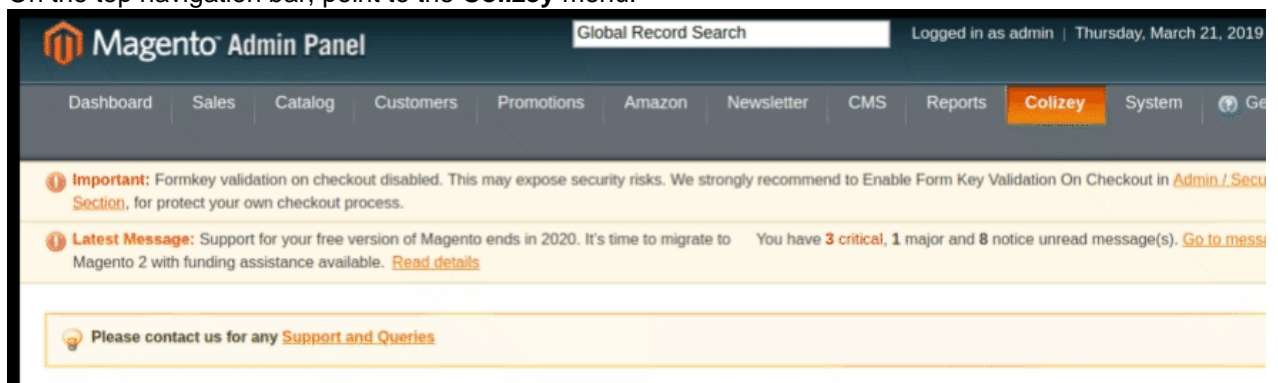 On the top navigation bar, point to the Colizey menu.
Magento Admin Panel
Global Record Search
Logged in as admin | Thursday, March 21, 2019
Dashboard Sales Catalog Customers Promotions Amazon Newsletter CMS Reports Colizey System Ge
Important: Formkey validation on checkout disabled. This may expose security risks. We strongly recommend to Enable Form Key Validation On Checkout in Admin / Secu
Section, for protect your own checkout process.
Latest Message: Support for your free version of Magento ends in 2020. It's time to migrate to You have 3 critical, 1 major and 8 notice unread message(s). Go to messa
Magento 2 with funding assistance available. Read details
Please contact us for any Support and Queries